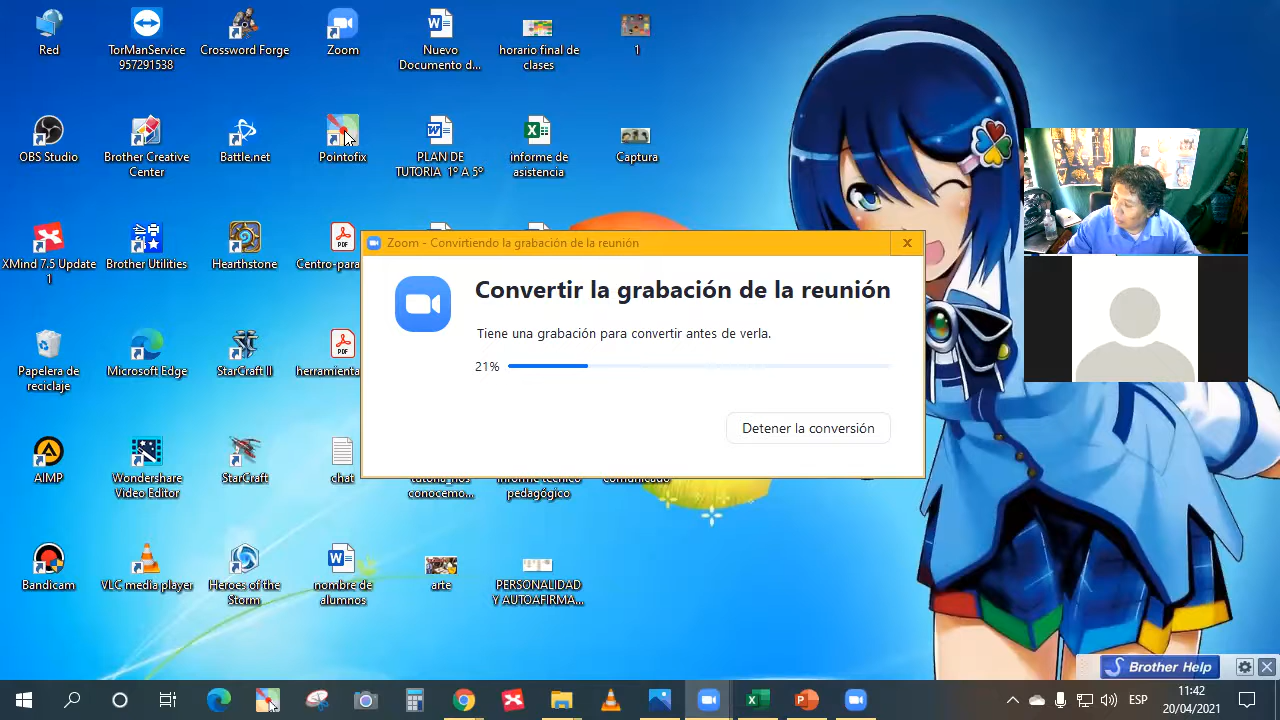 Red
TorManService
957291538
Crossword Forge
Zoom
Nuevo
Documento d...
horario final de
clases
1
OBS Studio
Brother Creative
Center
Battle.net
Pointofix
PLAN DE
TUTORIA 1º A 5º
informe de
asistencia
Captura
XMind 7.5 Update
1
Brother Utilities
Hearthstone
Centro-para
Papelera de
reciclaje
Microsoft Edge
StarCraft II
herramienta
AIMP
Wondershare
Video Editor
StarCraft
chat
conocemo...
pedagógico
Bandicam
VLC media player
Heroes of the
Storm
nombre de
alumnos
arte
PERSONALIDAD
Y AUTOAFIRMA...
Zoom - Convirtiendo la grabación de la reunión
Convertir la grabación de la reunión
Tiene una grabación para convertir antes de verla.
21%
Detener la conversión
Brother Help
ESP
11:42
20/04/2021